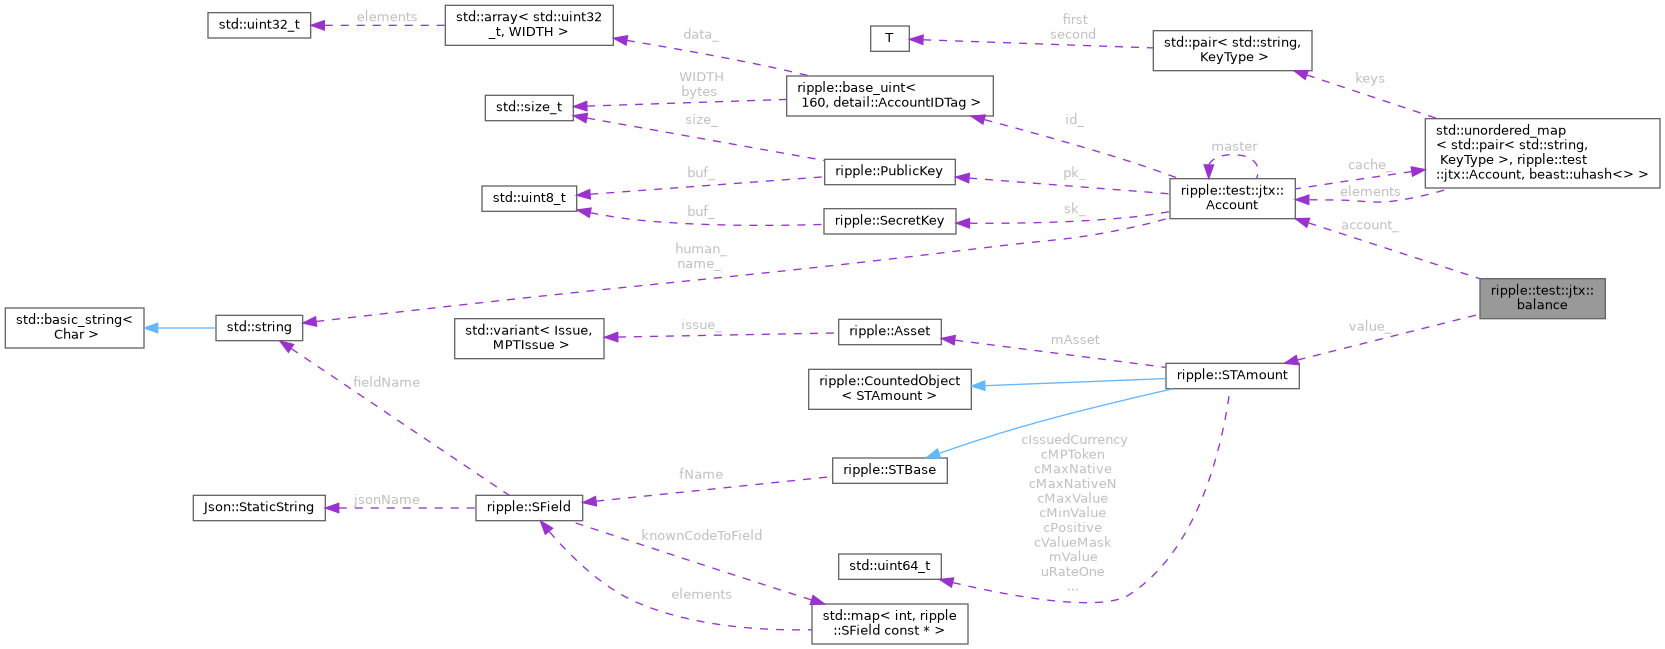 std::uint32_t
elements
std::array< std::uint32
_t, WIDTH >
data_
first
second
T
std::pair< std::string,
KeyType >
keys
std::size_t
WIDTH
bytes
size_
ripple::base_uint<
160, detail::AccountIDTag >
id_
std::unordered_map
< std::pair< std::string,
KeyType >, ripple::test
::jtx::Account, beast::uhash<> >
master
cache_
elements
ripple::test::jtx::
Account
buf_
ripple::PublicKey
pk_
std::uint8_t
buf_
ripple::SecretKey
sk_
account_
human_
name_
ripple::test::jtx::
balance
std::basic_string<
Char >
std::string
std::variant< Issue,
MPTIssue >
issue_
ripple::Asset
mAsset
value_
ripple::STAmount
ripple::CountedObject
< STAmount >
fieldName
cIssuedCurrency
cMPToken
cMaxNative
cMaxNativeN
cMaxValue
cMinValue
cPositive
cValueMask
mValue
uRateOne
...
ripple::STBase
fName
Json::StaticString
jsonName
ripple::SField
knownCodeToField
std::uint64_t
elements
std::map< int, ripple
::SField const * >